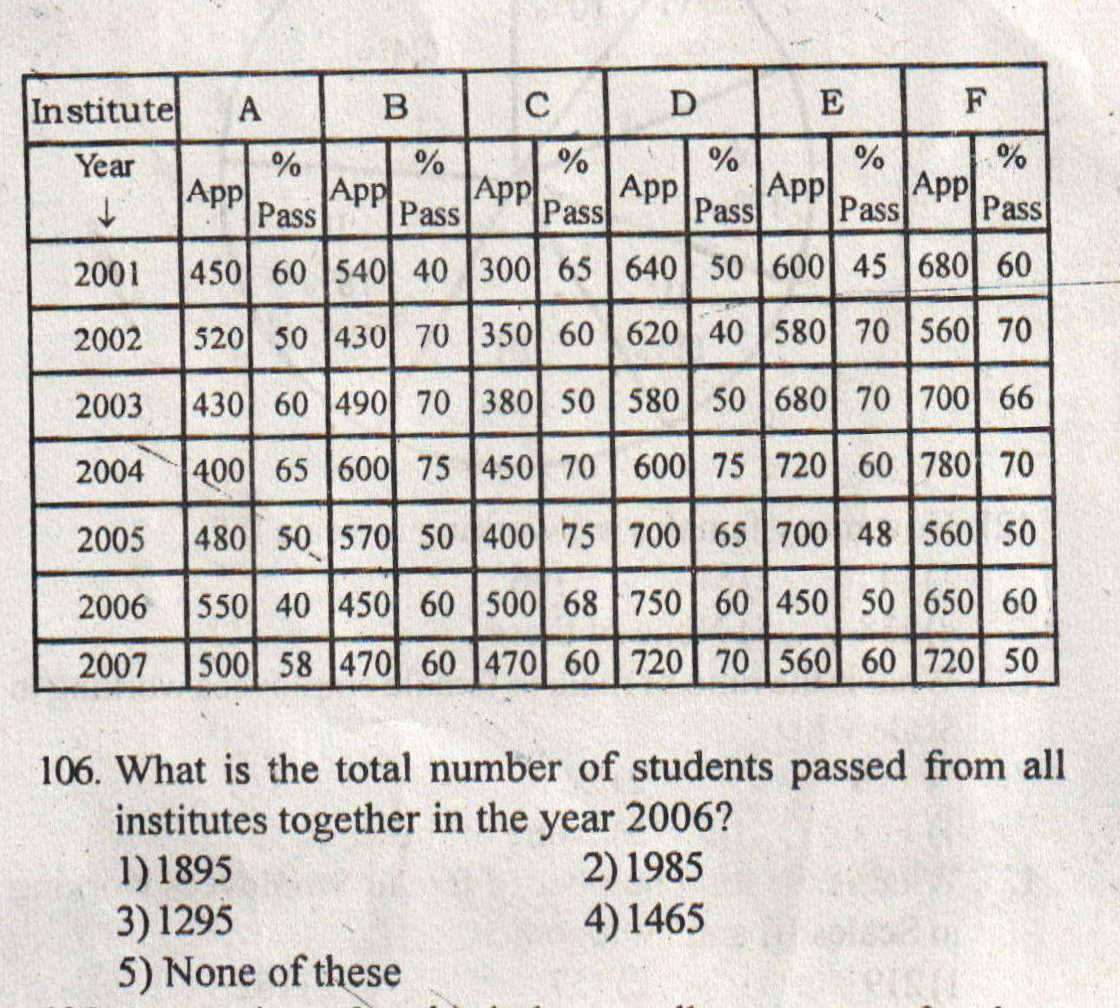 Institute A B C D E F
Year ↓ App % Pass App % Pass App % Pass App % Pass App % Pass App % Pass
2001 450 60 540 40 300 65 640 50 600 45 680 60
2002 520 50 430 70 350 60 620 40 580 70 560 70
2003 430 60 490 70 380 50 580 50 680 70 700 66
2004 400 65 600 75 450 70 600 75 720 60 780 70
2005 480 50 570 50 400 75 700 65 700 48 560 50
2006 550 40 450 60 500 68 750 60 450 50 650 60
2007 500 58 470 60 470 60 720 70 560 60 720 50
106. What is the total number of students passed from all
institutes together in the year 2006?
1) 1895 2) 1985
3) 1295 4) 1465
5) None of these